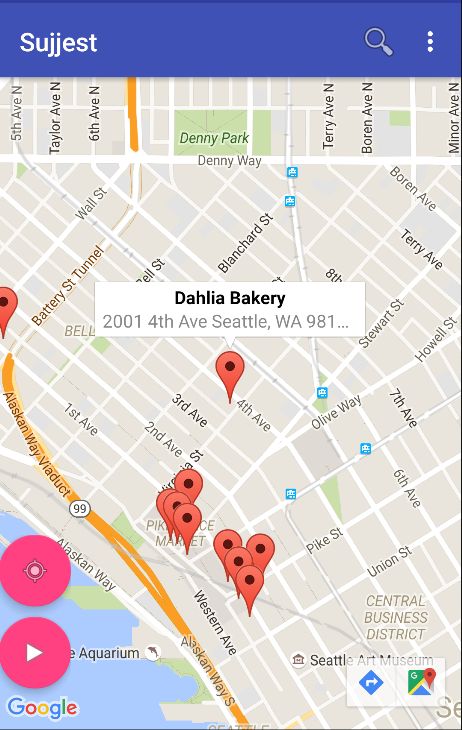 Sujjest
5th Ave N
Taylor Ave N
6th Ave N
Terry Ave N
Boren Ave N
Minor Ave N
Denny Park
Denny Way
Boren Ave
Wall St
Blanchard St
Terry Ave
Battery St Tunnel
Bell St
8th
Dahlia Bakery
2001 4th Ave Seattle, WA 981...
BELL
Stewart St
Howell St
1st Ave
3rd Ave
4th Ave
Olive Way
7th Ave
2nd Ave
Alaskan Way Viaduct
Virginia St
6th Ave
99
PIKE PLACE
MARKET
Pike St
Union St
Alaskan Way
Western Ave
CENTRAL
BUSINESS
DISTRICT
Aquarium
Alaskan Way S
Seattle Art Museum
Google
SEATTLE
Se